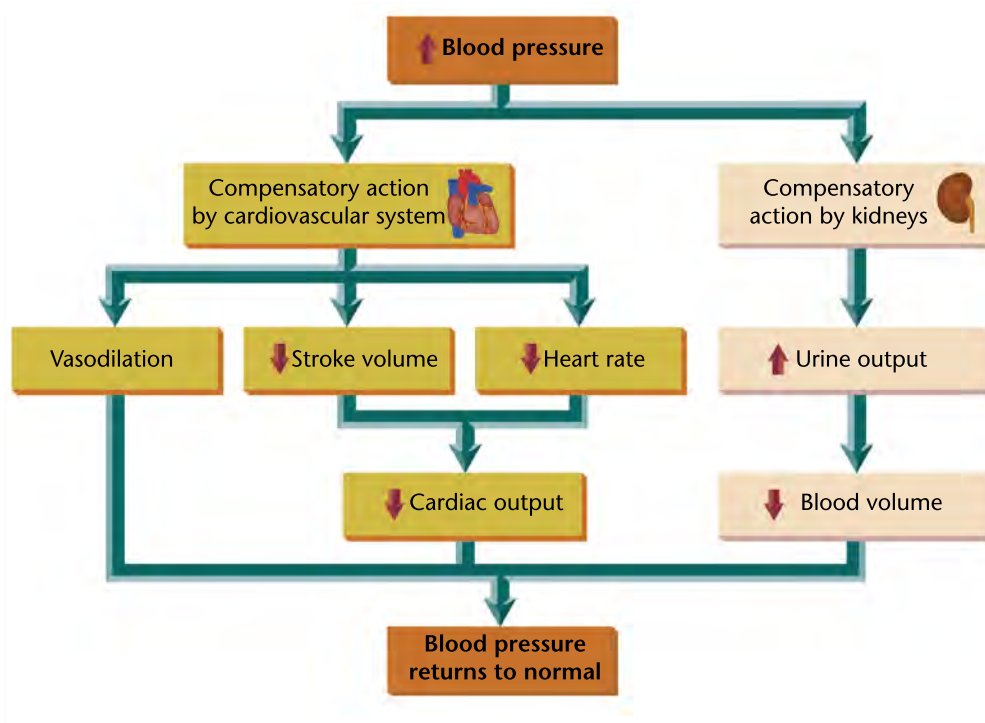 Blood pressure
Compensatory action
by cardiovascular system
Compensatory
action by kidneys
Vasodilation
Stroke volume
Heart rate
Urine output
Cardiac output
Blood volume
Blood pressure
returns to normal